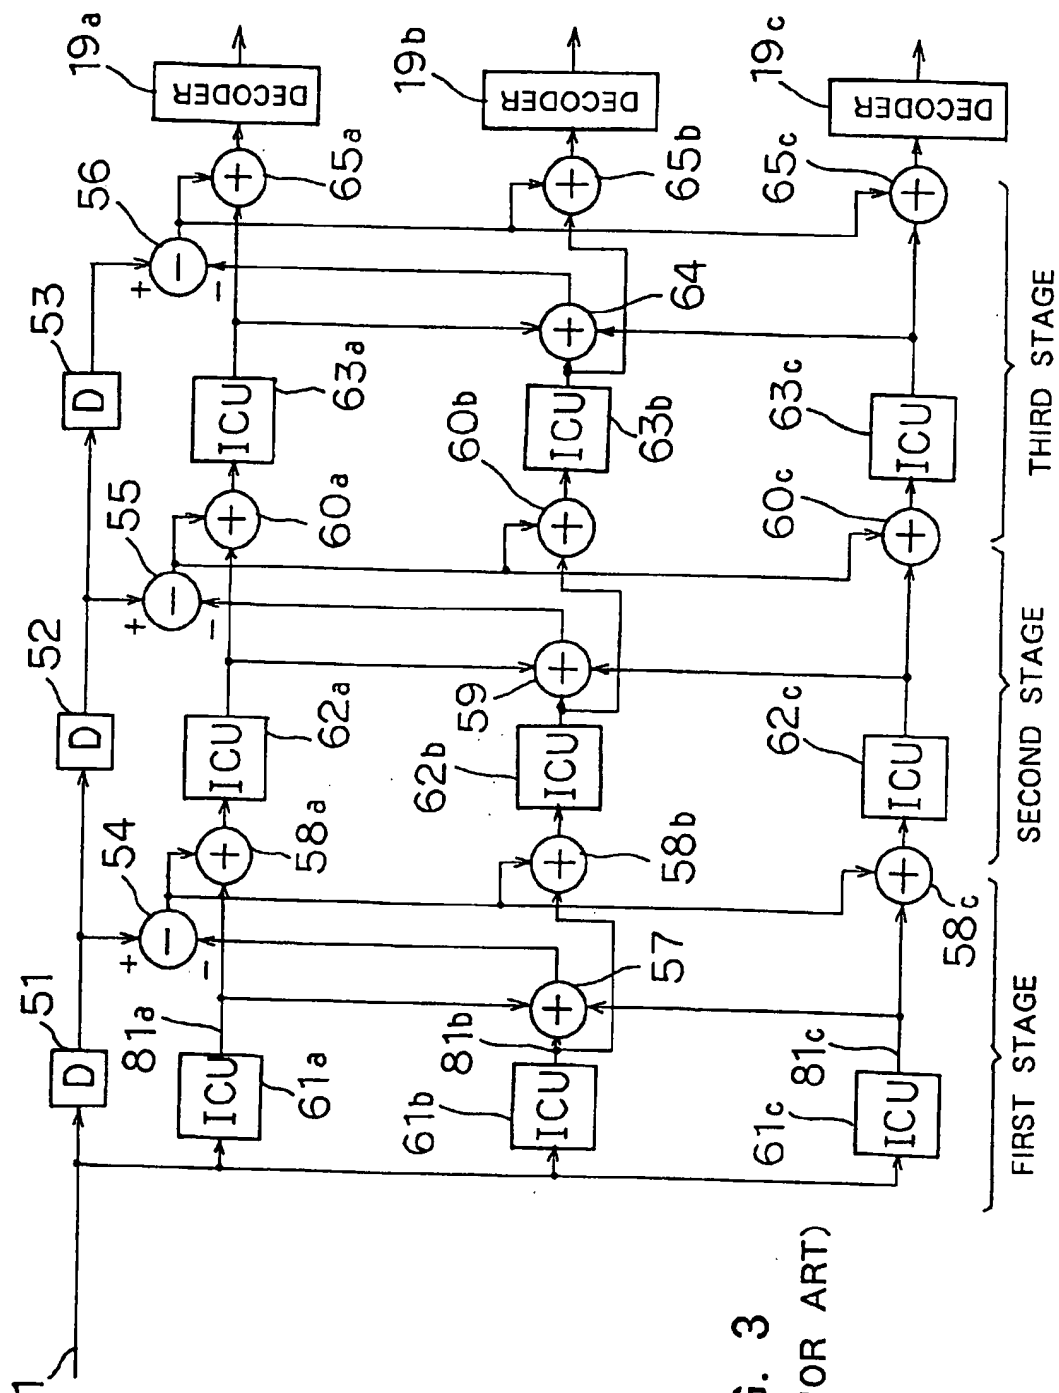 51
D
52
D
53
D
54
+
−
−
55
+
−
−
56
+
−
−
81a
ICU
61a
+
58a
ICU
62a
+
60a
ICU
63a
+
65a
DECODER
19a
61b
ICU
81b
+
57
+
58b
62b
ICU
59
+
+
60b
ICU
63b
+
64
+
65b
DECODER
19b
61c
ICU
81c
+
58c
62c
ICU
+
60c
63c
ICU
+
65c
DECODER
19c
FIRST STAGE
SECOND STAGE
THIRD STAGE
3
ART)